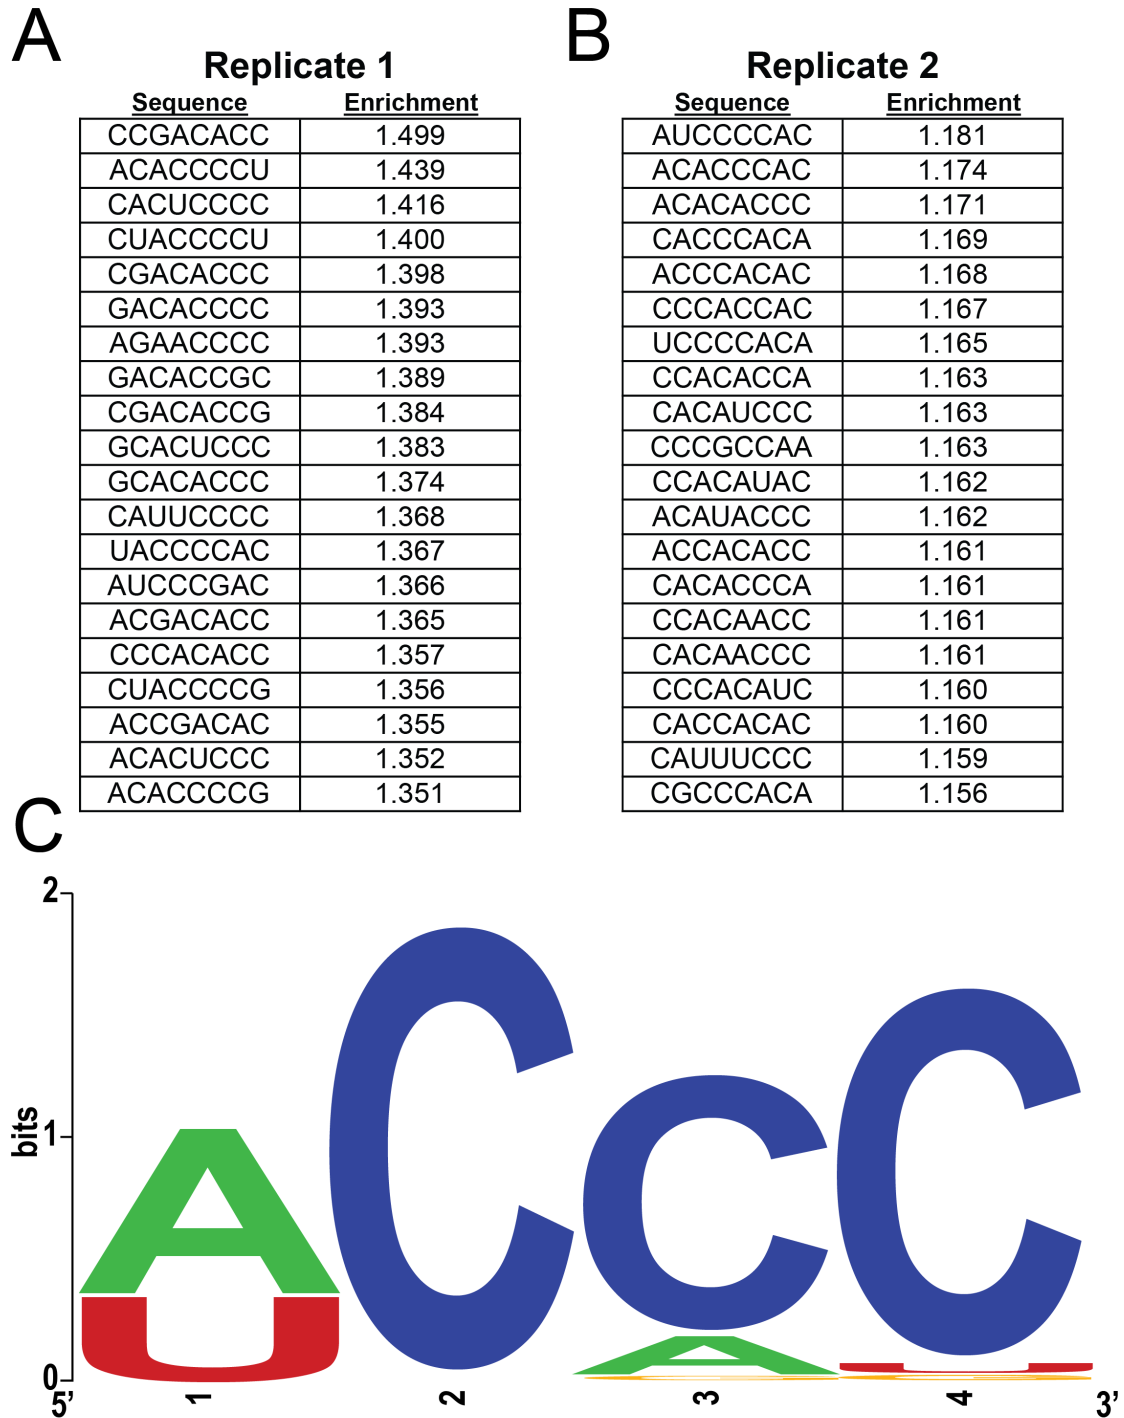 A
Replicate 1
Sequence Enrichment
CCGACACC 1.499
ACACCCCU 1.439
CACUCCCC 1.416
CUACCCCU 1.400
CGACACCC 1.398
GACACCCC 1.393
AGAACCCC 1.393
GACACCGC 1.389
CGACACCG 1.384
GCACUCCC 1.383
GCACACCC 1.374
CAUUCCCC 1.368
UACCCCAC 1.367
AUCCCGAC 1.366
ACGACACC 1.365
CCCACACC 1.357
CUACCCCG 1.356
ACCGACAC 1.355
ACACUCCC 1.352
ACACCCCG 1.351
B
Replicate 2
Sequence Enrichment
AUCCCCAC 1.181
ACACCCAC 1.174
ACACACCC 1.171
CACCCACA 1.169
ACCCACAC 1.168
CCCACCAC 1.167
UCCCCACA 1.165
CCACACCA 1.163
CACAUCCC 1.163
CCCGCCAA 1.163
CCACAUAC 1.162
ACAUACCC 1.162
ACCACACC 1.161
CACACCCA 1.161
CCACAACC 1.161
CACAACCC 1.161
CCCACAUC 1.160
CACCACAC 1.160
CAUUUCCC 1.159
CGCCCACA 1.156
C
2
1
0
bits
A C C C
U A U
G G
5' 1 2 3 4 3'